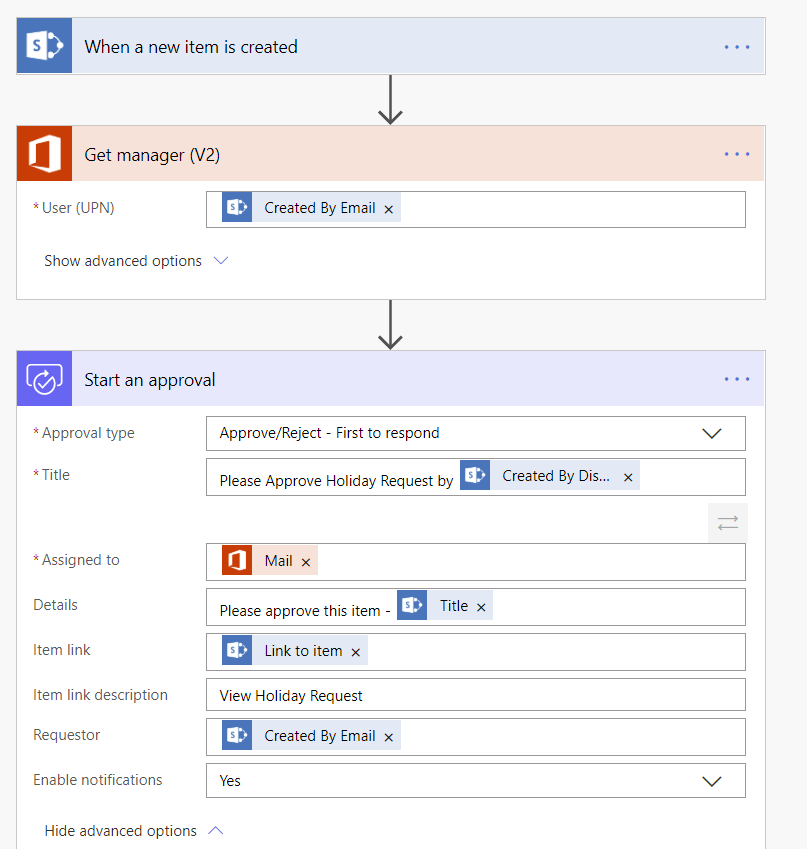 When a new item is created
Get manager (V2)
* User (UPN) Created By Email ×
Show advanced options
Start an approval
* Approval type Approve/Reject - First to respond
* Title Please Approve Holiday Request by Created By Dis... ×
* Assigned to Mail ×
Details Please approve this item - Title ×
Item link Link to item ×
Item link description View Holiday Request
Requestor Created By Email ×
Enable notifications Yes
Hide advanced options